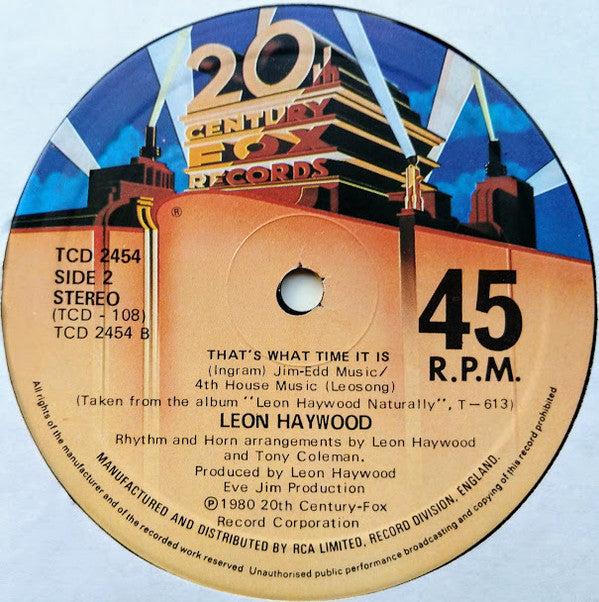 20th
CENTURY
FOX
RECORDS
®
TCD 2454
SIDE 2
STEREO
(TCD - 108)
TCD 2454 B
45
R.P.M.
THAT'S WHAT TIME IT IS
(Ingram) Jim-Edd Music/
4th House Music (Leosong)
(Taken from the album "Leon Haywood Naturally", T-613)
LEON HAYWOOD
Rhythm and Horn arrangements by Leon Haywood
and Tony Coleman.
Produced by Leon Haywood
Eve Jim Production
℗ 1980 20th Century-Fox
Record Corporation
MANUFACTURED AND DISTRIBUTED BY RCA LIMITED, RECORD DIVISION, ENGLAND.
All rights of the manufacturer and of the recorded work reserved Unauthorised public performance broadcasting and copying of this record prohibited